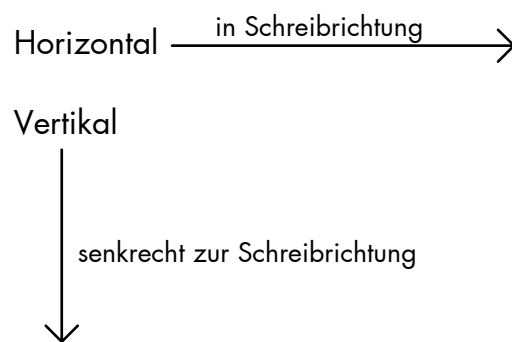 in Schreibrichtung
Horizontal
Vertikal
senkrecht zur Schreibrichtung